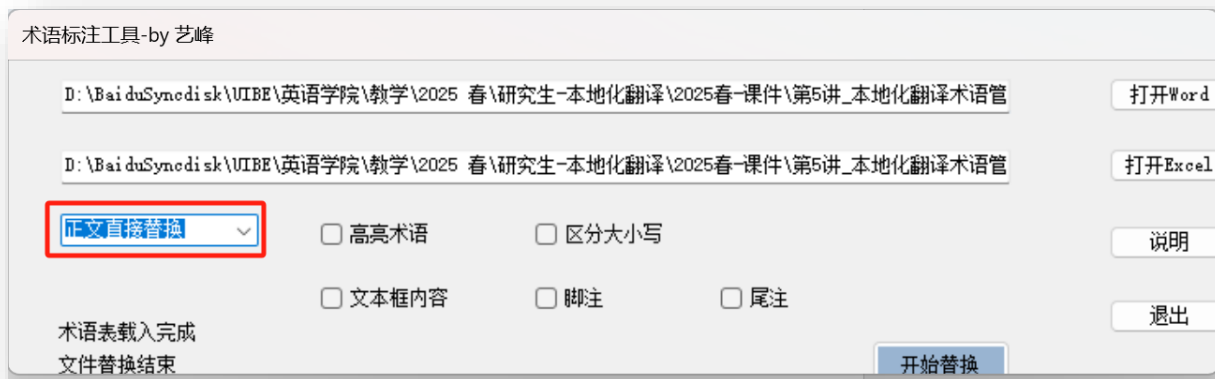 术语标注工具-by 艺峰
D:\BaiduSyncdisk\UIBE\英语学院\教学\2025 春\研究生-本地化翻译\2025春-课件\第5讲_本地化翻译术语管 打开Word
D:\BaiduSyncdisk\UIBE\英语学院\教学\2025 春\研究生-本地化翻译\2025春-课件\第5讲_本地化翻译术语管 打开Excel
正文直接替换 高亮术语 区分大小写 说明
文本框内容 脚注 尾注 退出
术语表载入完成
文件替换结束 开始替换